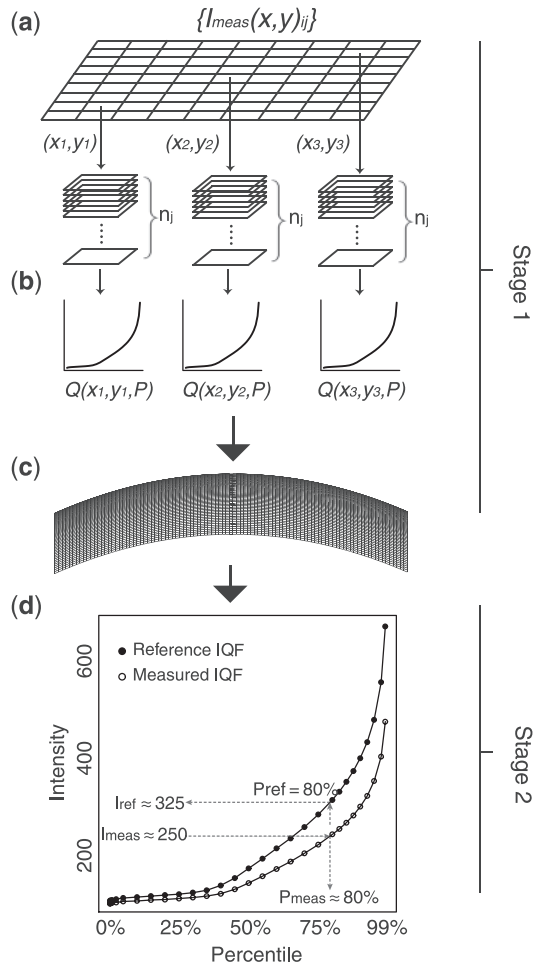 (a)
{Imeas(x,y)ij}
(x1,y1)
(x2,y2)
(x3,y3)
nj
nj
nj
(b)
Q(x1,y1,P)
Q(x2,y2,P)
Q(x3,y3,P)
Stage 1
(c)
(d)
Reference IQF
Measured IQF
Intensity
600
400
200
Pref = 80%
Iref ≈ 325
Imeas ≈ 250
Pmeas ≈ 80%
0%
25%
50%
75%
99%
Percentile
Stage 2